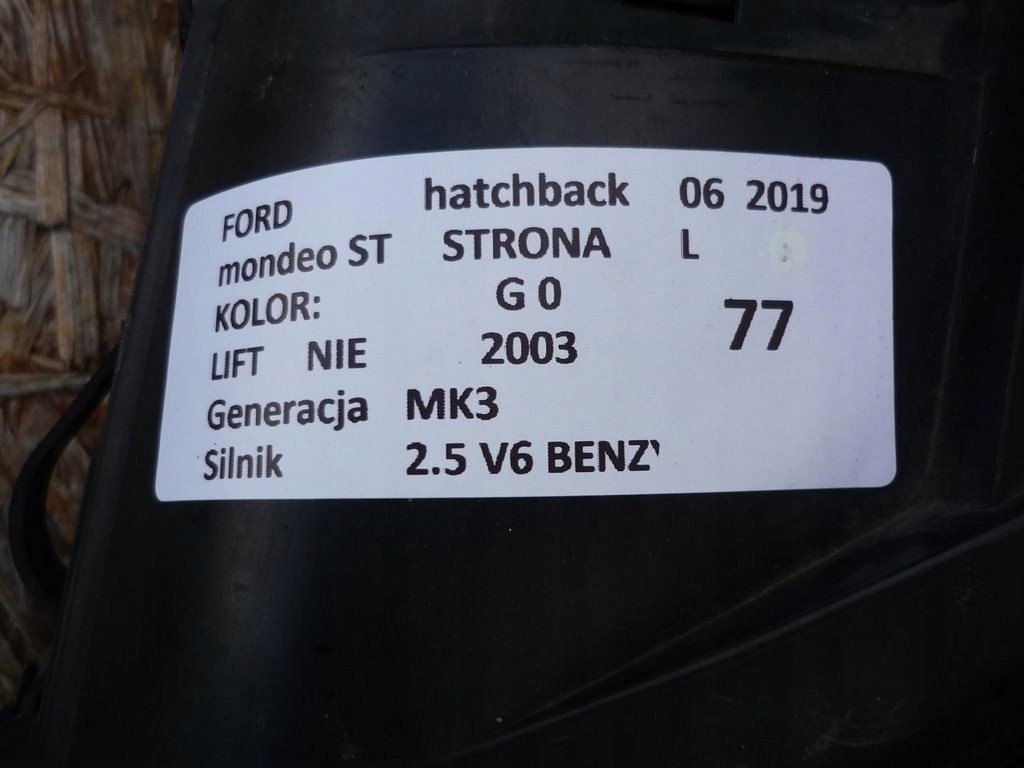 FORD hatchback 06 2019
mondeo ST STRONA L
KOLOR: G 0 77
LIFT NIE 2003
Generacja MK3
Silnik 2.5 V6 BENZ